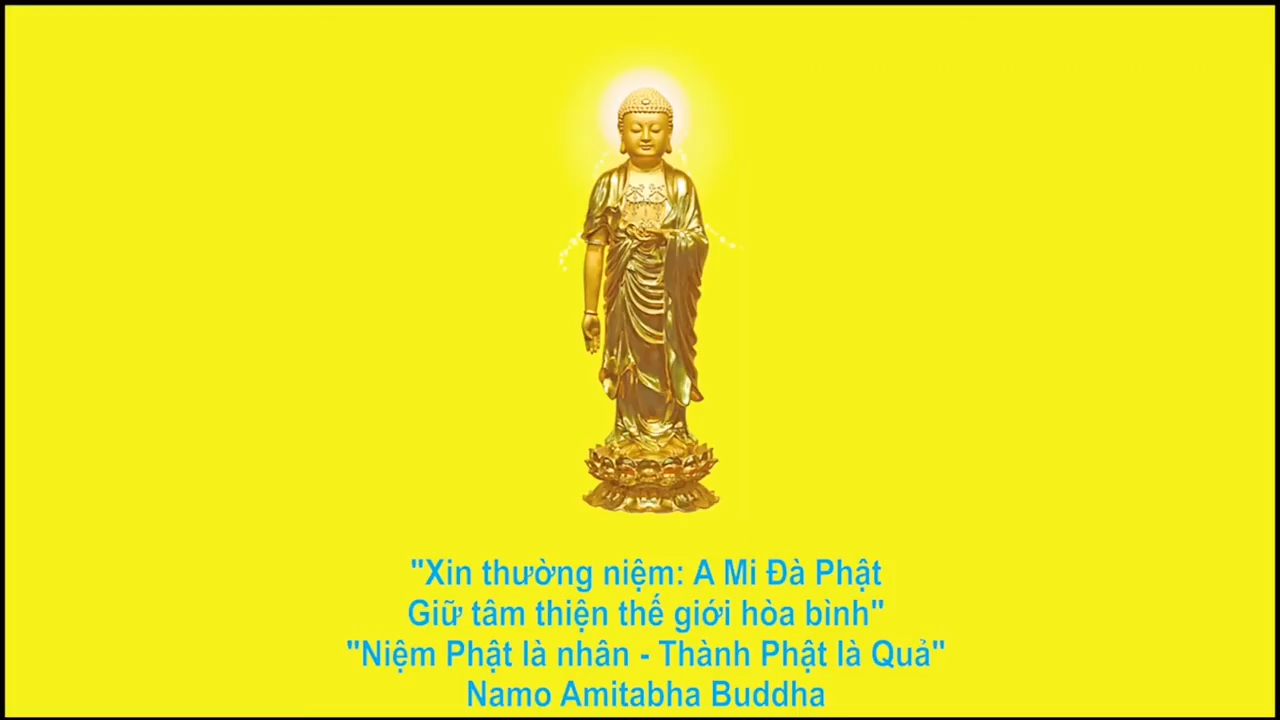 "Xin thường niệm: A Mi Đà Phật
Giữ tâm thiện thế giới hòa bình"
"Niệm Phật là nhân - Thành Phật là Quả"
Namo Amitabha Buddha